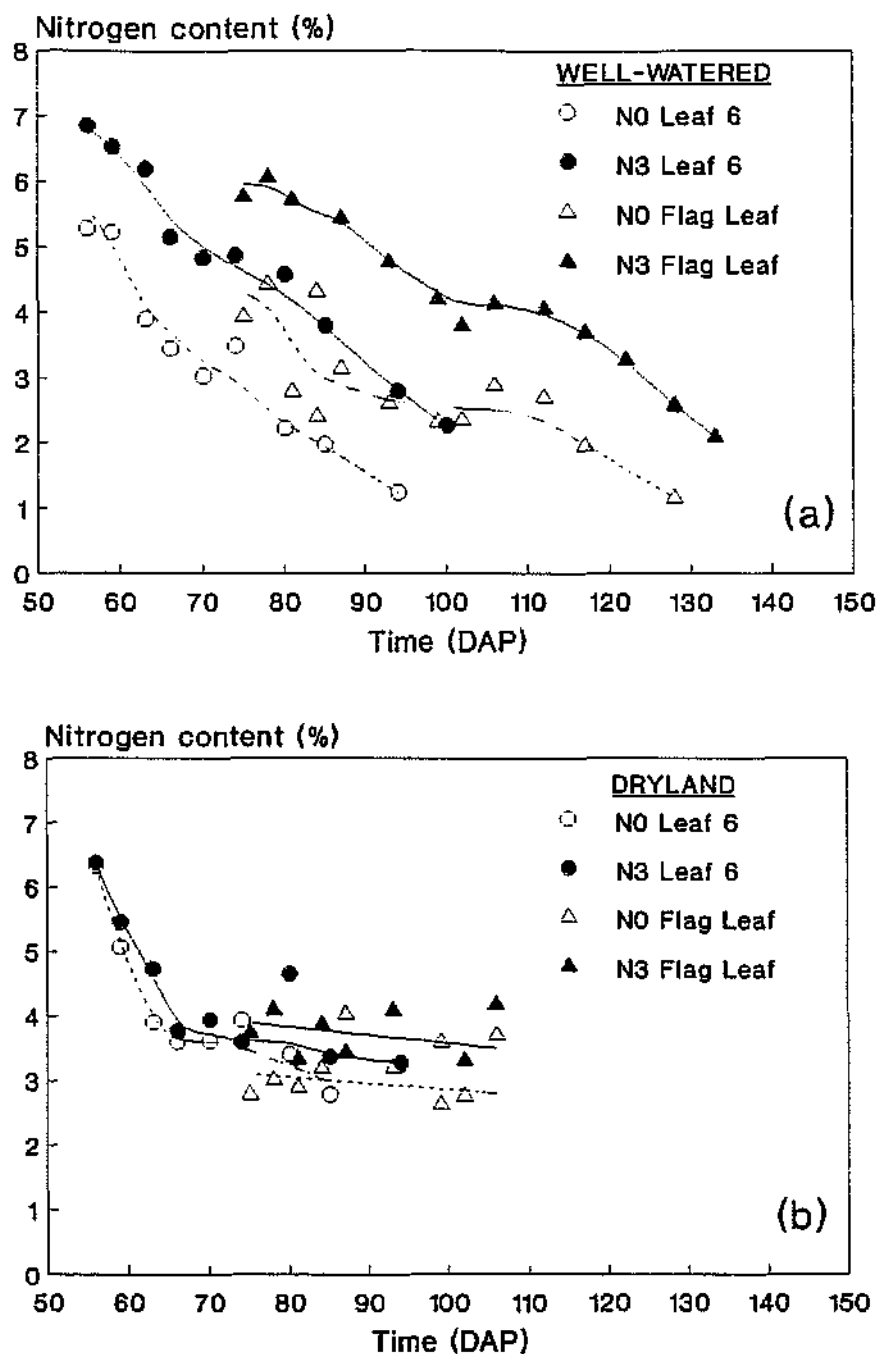 Nitrogen content (%)
8
7
6
5
4
3
2
1
0
WELL-WATERED
N0 Leaf 6
N3 Leaf 6
N0 Flag Leaf
N3 Flag Leaf
(a)
50 60 70 80 90 100 110 120 130 140 150
Time (DAP)
Nitrogen content (%)
8
7
6
5
4
3
2
1
0
DRYLAND
N0 Leaf 6
N3 Leaf 6
N0 Flag Leaf
N3 Flag Leaf
(b)
50 60 70 80 90 100 110 120 130 140 150
Time (DAP)